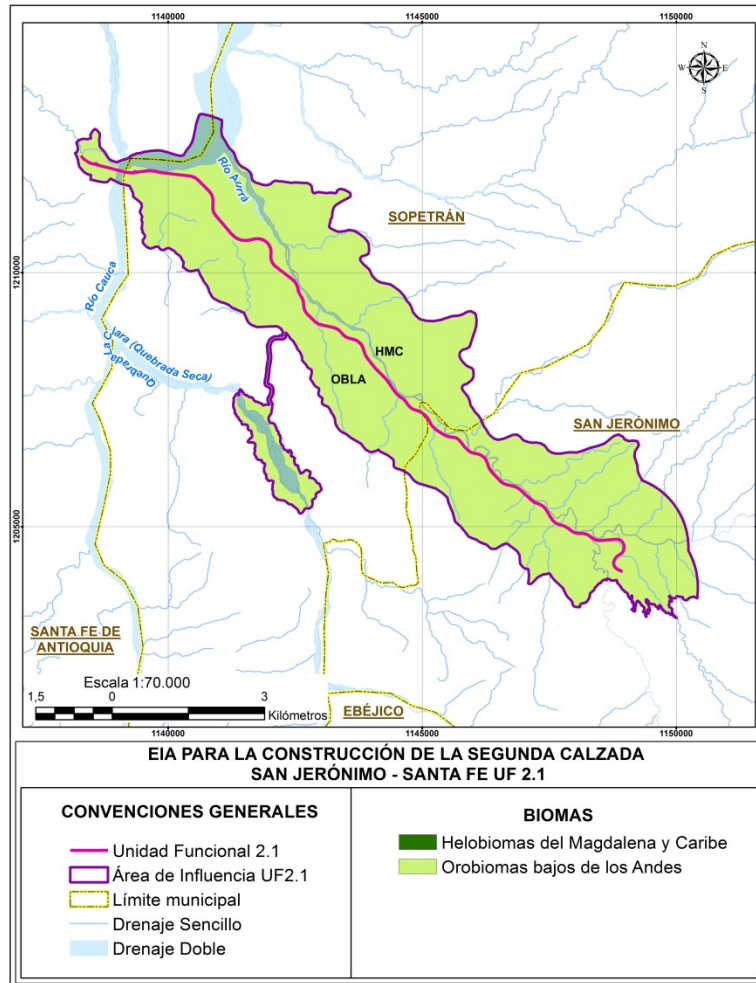 1140000
1145000
1150000
N
W
E
S
Río Aurrá
SOPETRÁN
1210000
1210000
Río Cauca
Quebrada La Clara (Quebrada Seca)
HMC
OBLA
SAN JERÓNIMO
1205000
1205000
SANTA FE DE
ANTIOQUIA
Escala 1:70.000
1,5 0 3
Kilómetros
EBÉJICO
1140000
1145000
1150000
EIA PARA LA CONSTRUCCIÓN DE LA SEGUNDA CALZADA
SAN JERÓNIMO - SANTA FE UF 2.1
CONVENCIONES GENERALES
Unidad Funcional 2.1
Área de Influencia UF2.1
Límite municipal
Drenaje Sencillo
Drenaje Doble
BIOMAS
Helobiomas del Magdalena y Caribe
Orobiomas bajos de los Andes